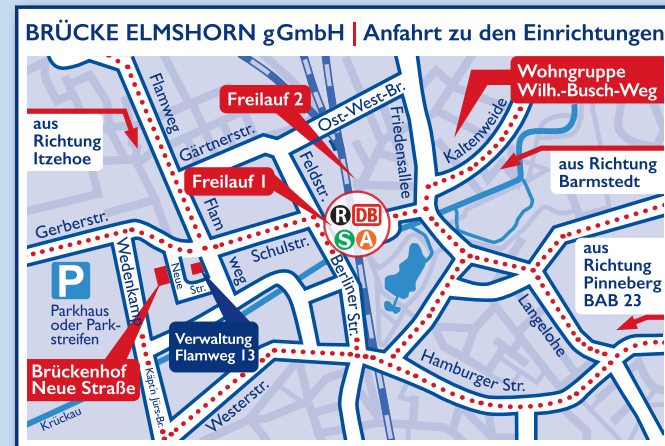 BRÜCKE ELMSHORN gGmbH | Anfahrt zu den Einrichtungen
Wohngruppe
Wilh.-Busch-Weg
Freilauf 2
Ost-West-Br.
Flamweg
Gärtnerstr.
Friedensallee
Kaltenweide
aus
Richtung
Itzehoe
Feldstr.
aus Richtung
Barmstedt
Freilauf 1
R DB
S A
Gerberstr.
Flam
weg
Schulstr.
Wedenkamp
Neue
Str.
Berliner Str.
aus
Richtung
Pinneberg
BAB 23
P
Parkhaus
oder Park-
streifen
Langelohe
Verwaltung
Flamweg 13
Brückenhof
Neue Straße
Käpt'n Jürs-Br.
Hamburger Str.
Westerstr.
Krückau